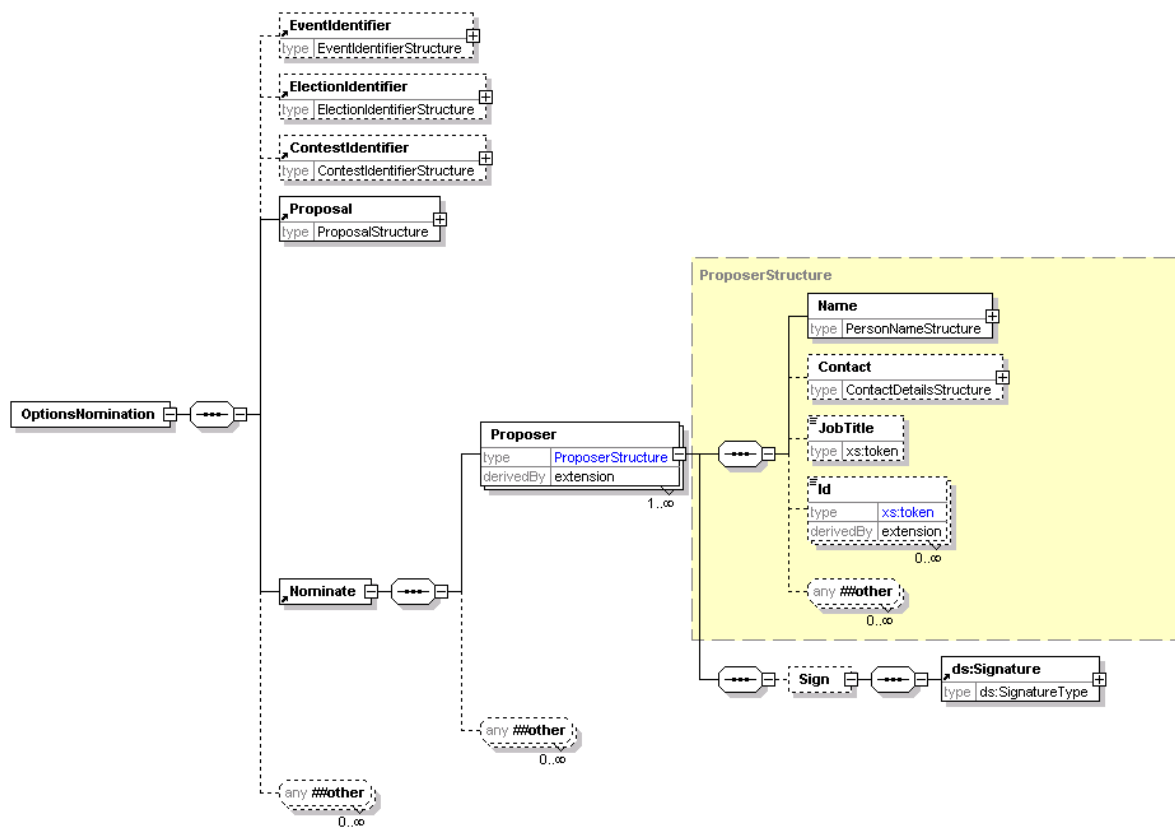 EventIdentifier
type EventIdentifierStructure
ElectionIdentifier
type ElectionIdentifierStructure
ContestIdentifier
type ContestIdentifierStructure
Proposal
type ProposalStructure
ProposerStructure
Name
type PersonNameStructure
Contact
type ContactDetailsStructure
OptionsNomination
JobTitle
type xs:token
Proposer
type ProposerStructure
derivedBy extension
1..∞
Id
type xs:token
derivedBy extension
0..∞
Nominate
any ##other
0..∞
Sign
ds:Signature
type ds:SignatureType
any ##other
0..∞
any ##other
0..∞